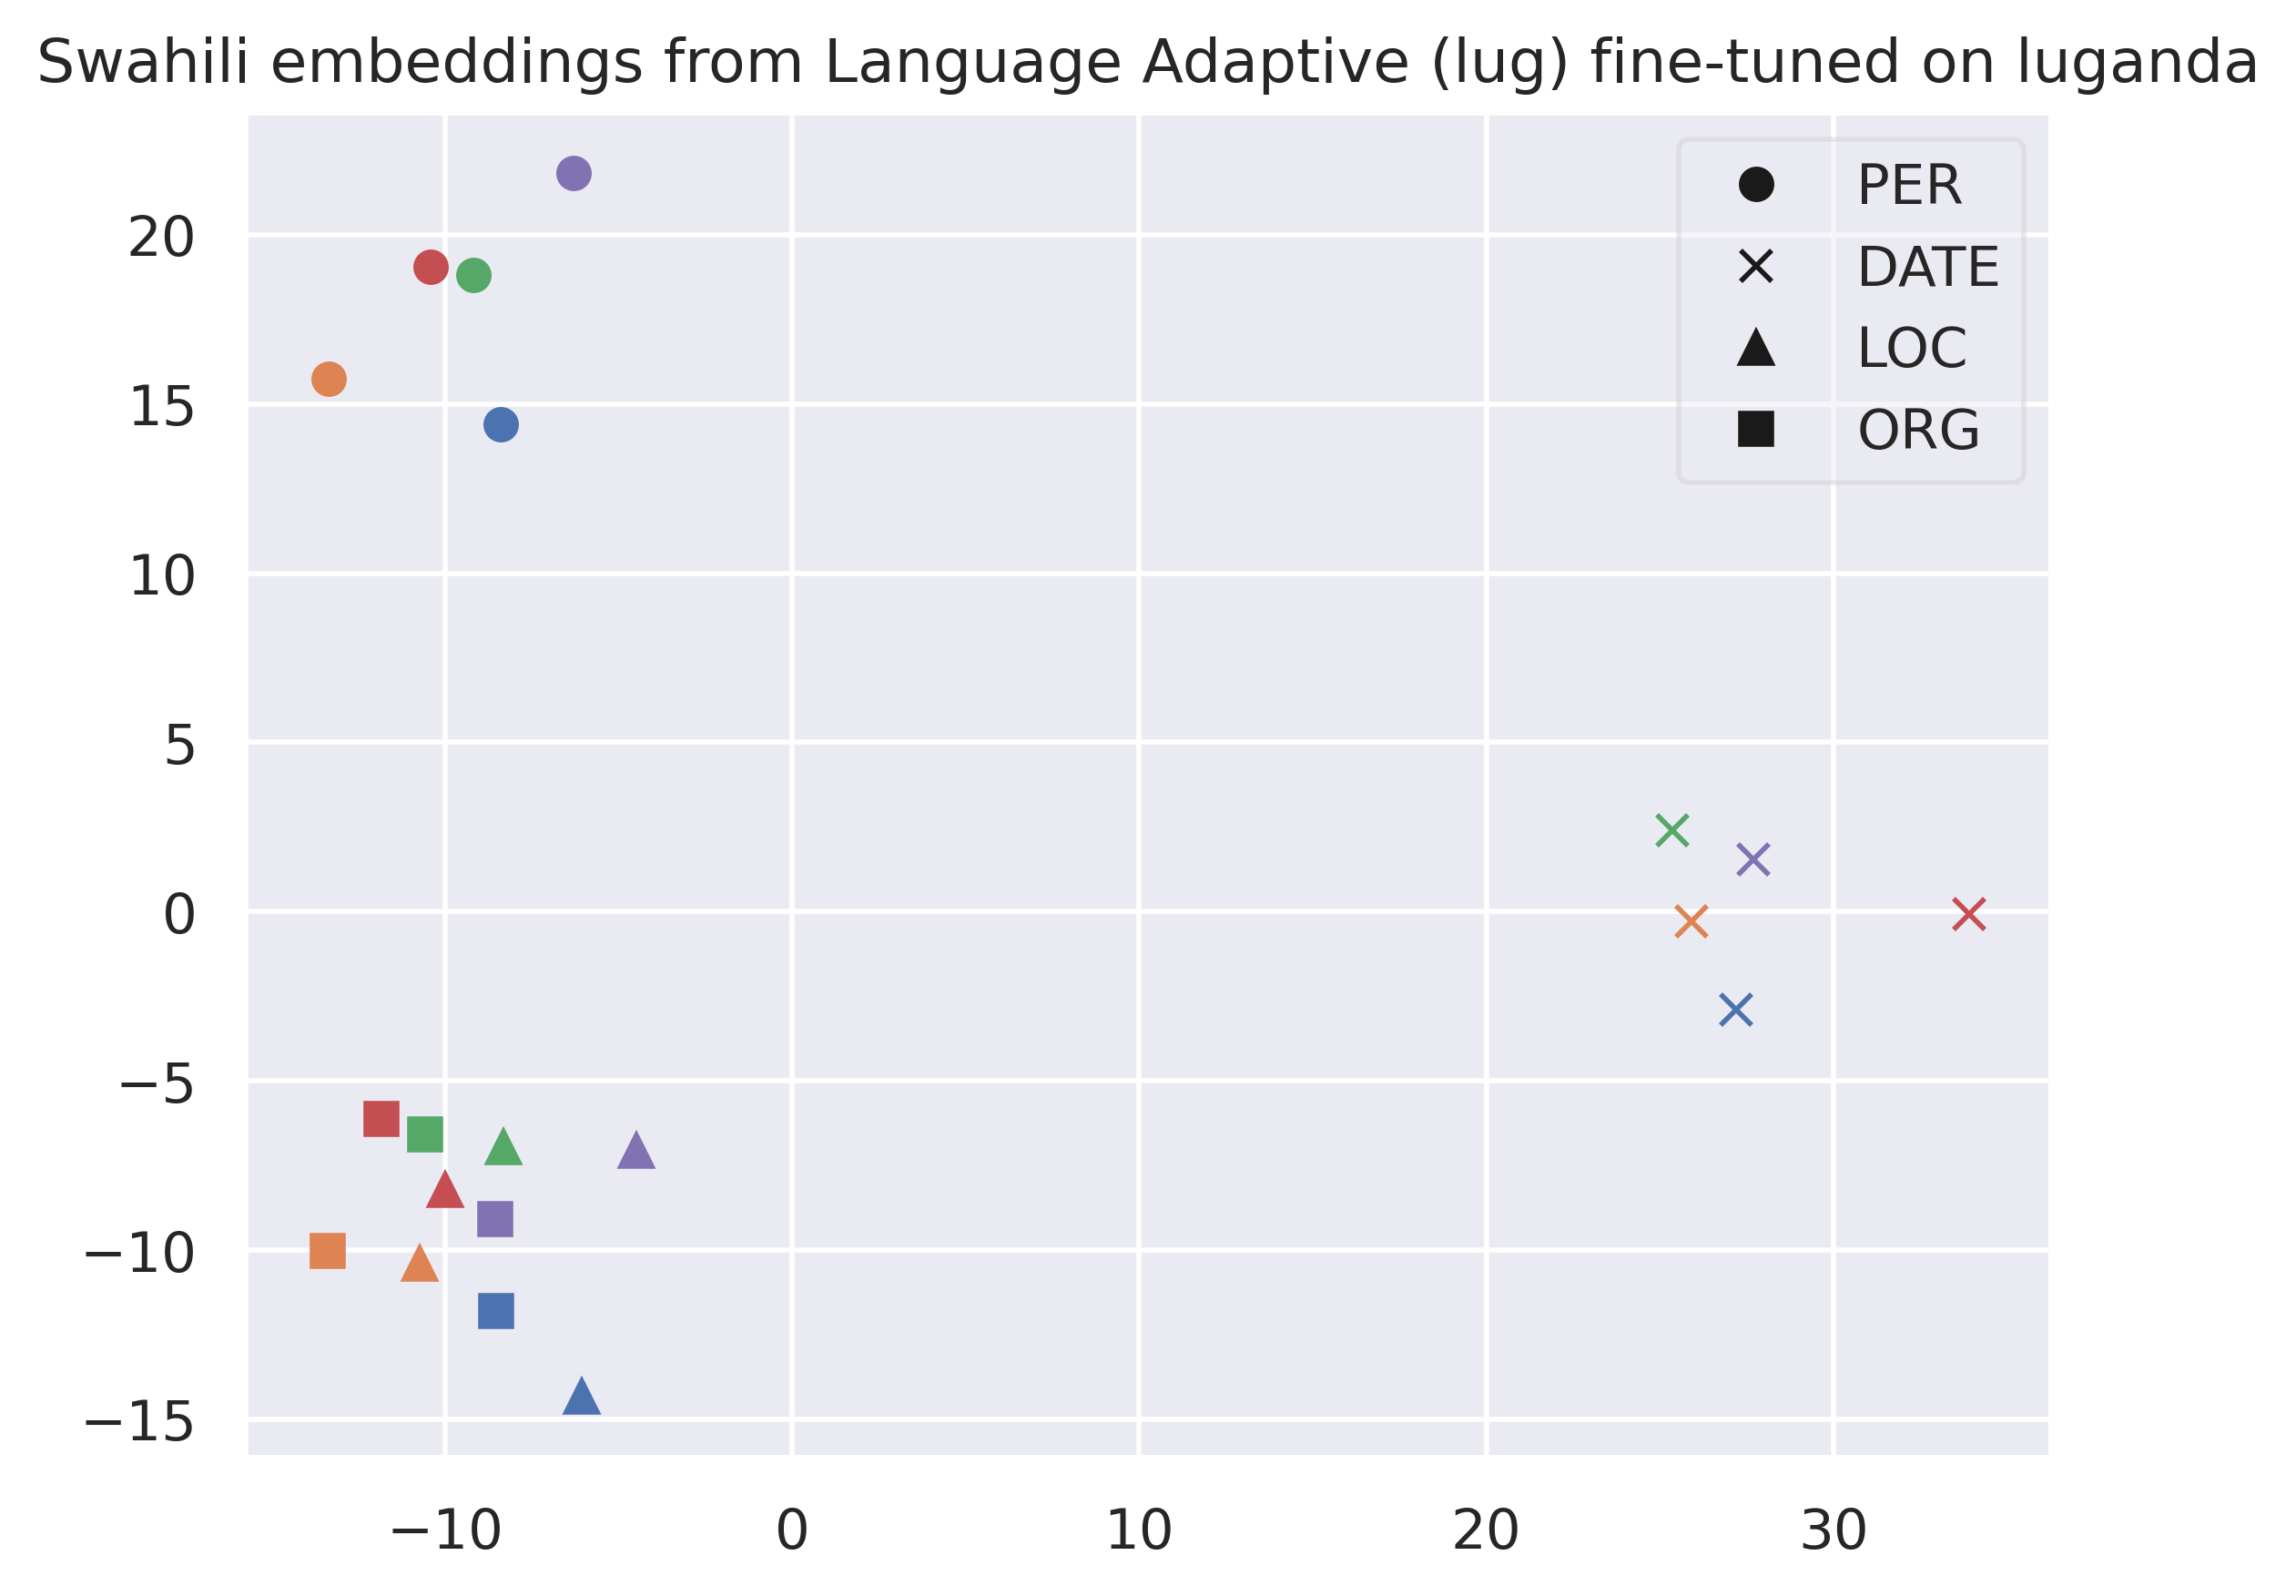 Swahili embeddings from Language Adaptive (lug) fine-tuned on luganda
PER
DATE
LOC
ORG
20
15
10
5
0
−5
−10
−15
−10 0 10 20 30